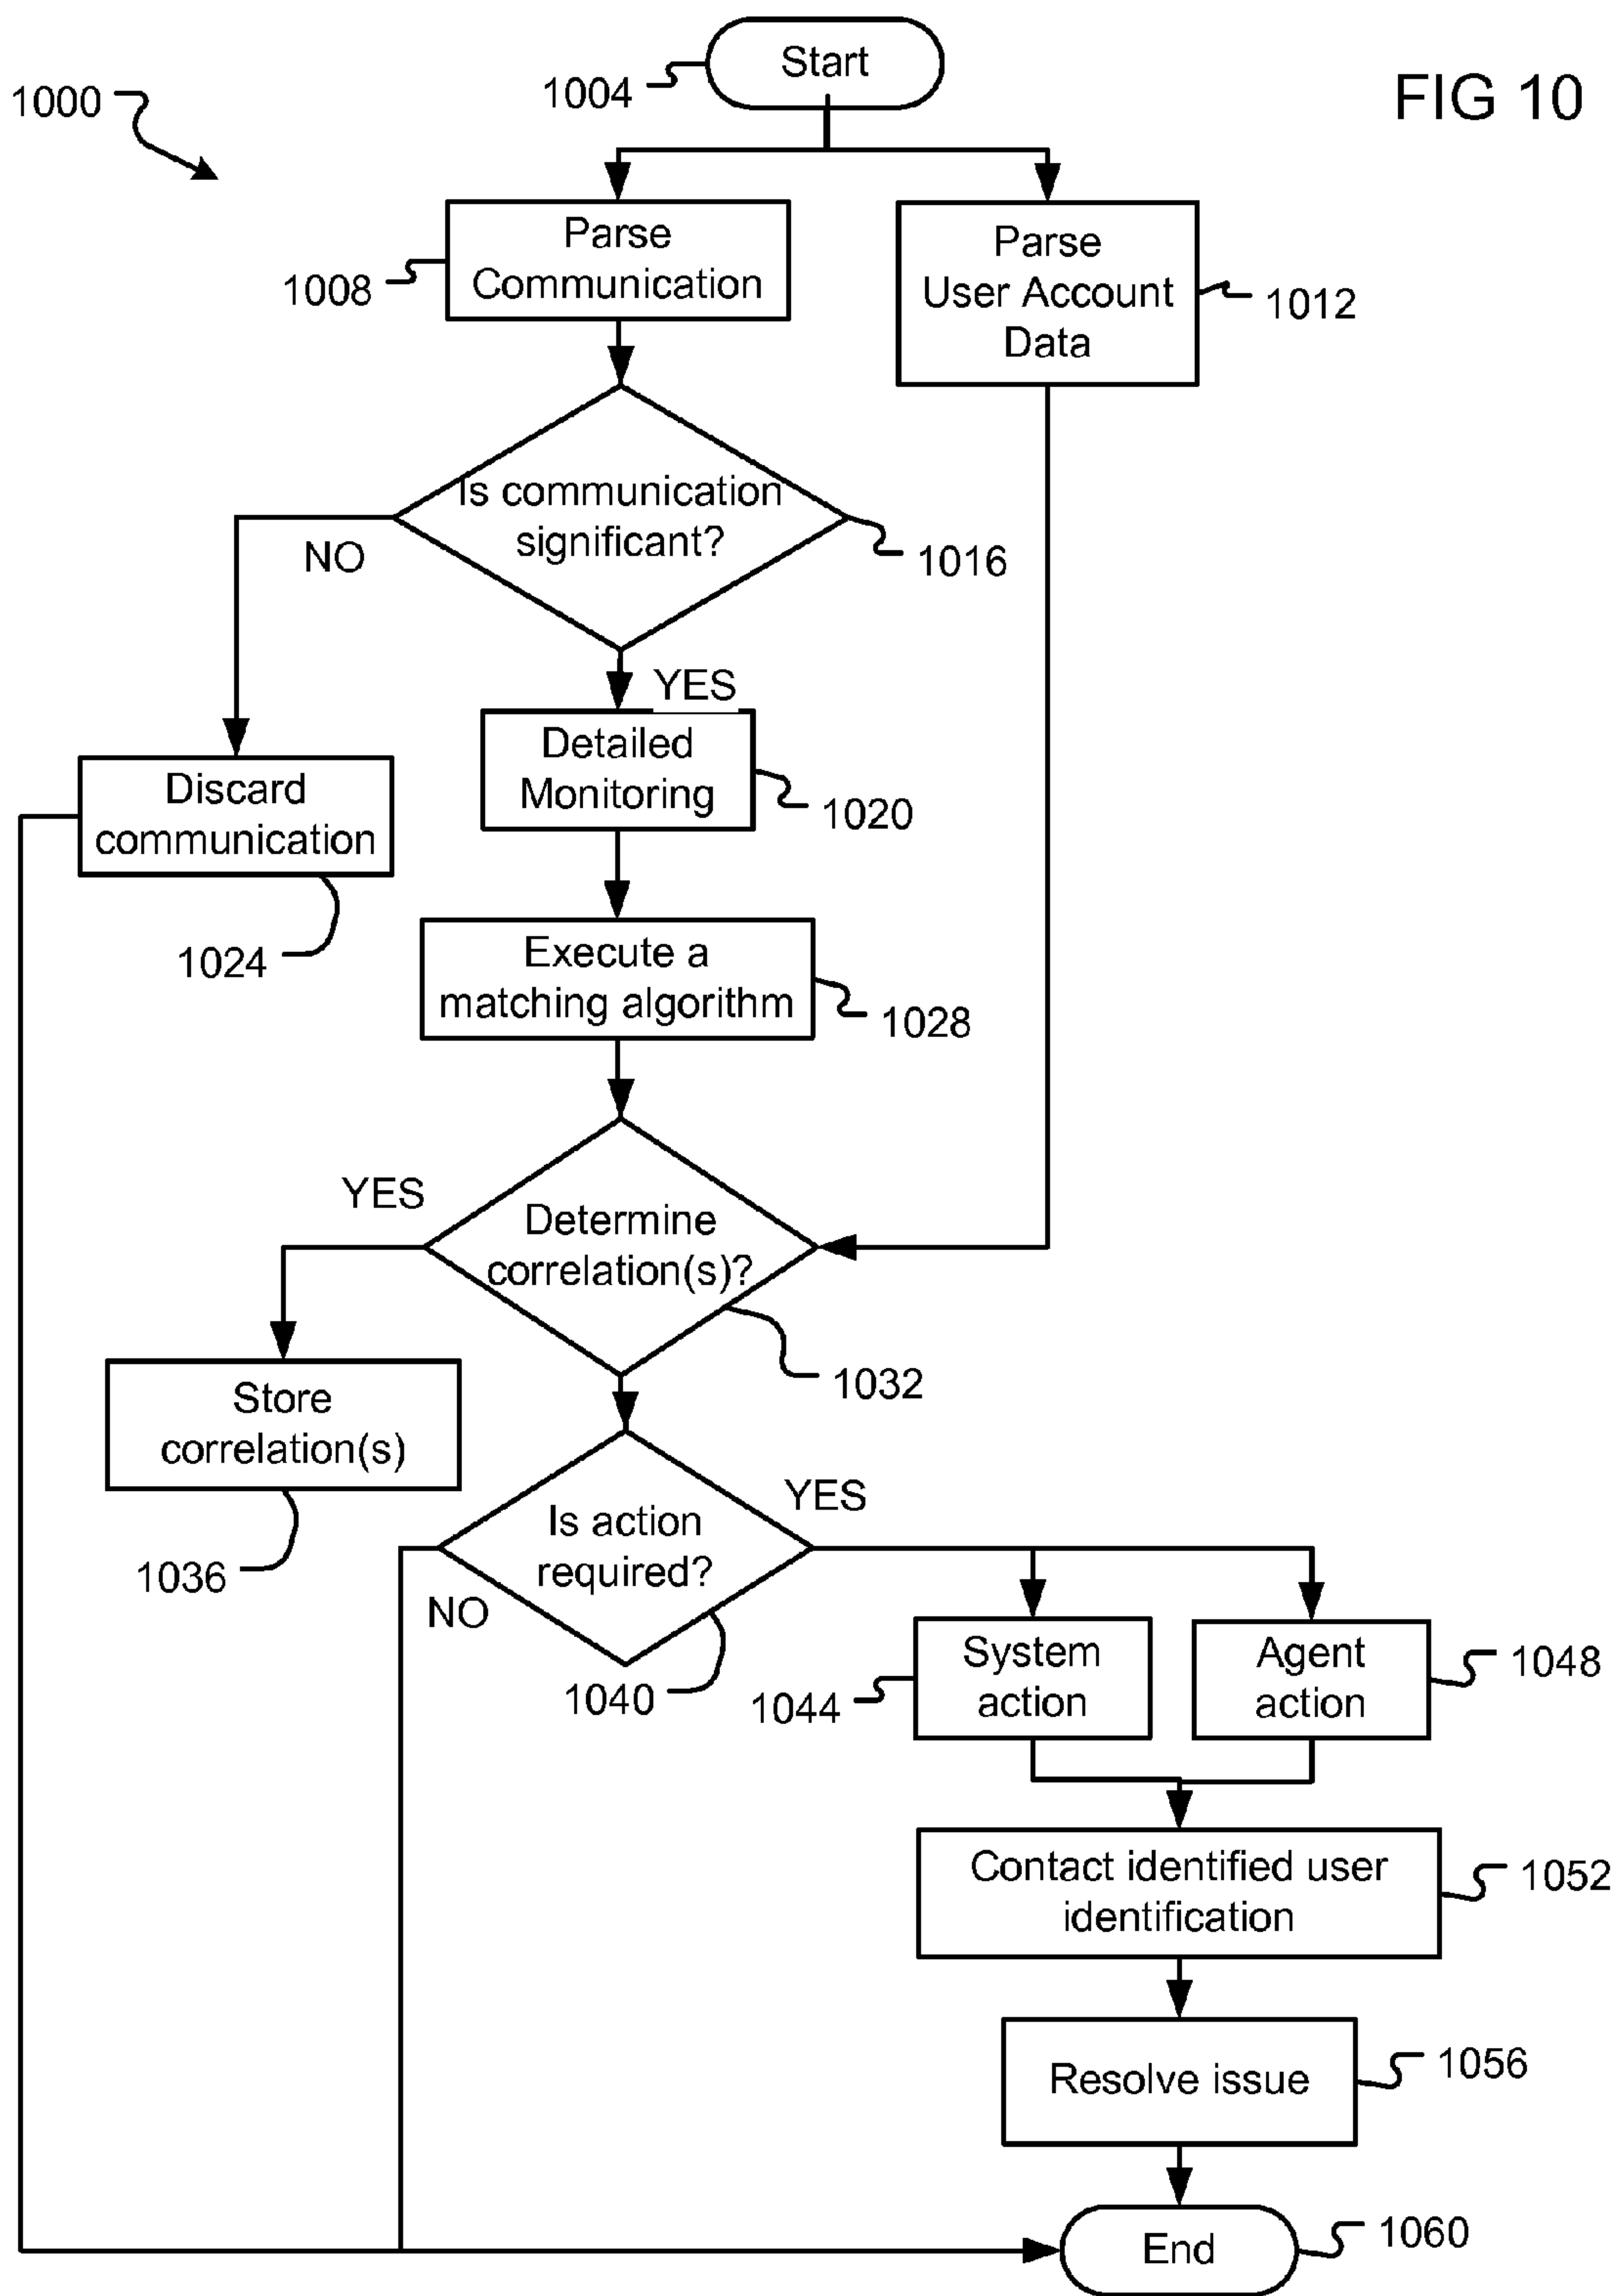 Start
1004
FIG 10
1000
Parse
Communication
1008
Parse
User Account
Data
1012
Is communication
significant?
1016
NO
YES
Detailed
Monitoring
1020
Discard
communication
1024
Execute a
matching algorithm
1028
YES
Determine
correlation(s)?
1032
Store
correlation(s)
1036
Is action
required?
YES
NO
1040
System
action
1044
Agent
action
1048
Contact identified user
identification
1052
Resolve issue
1056
End
1060